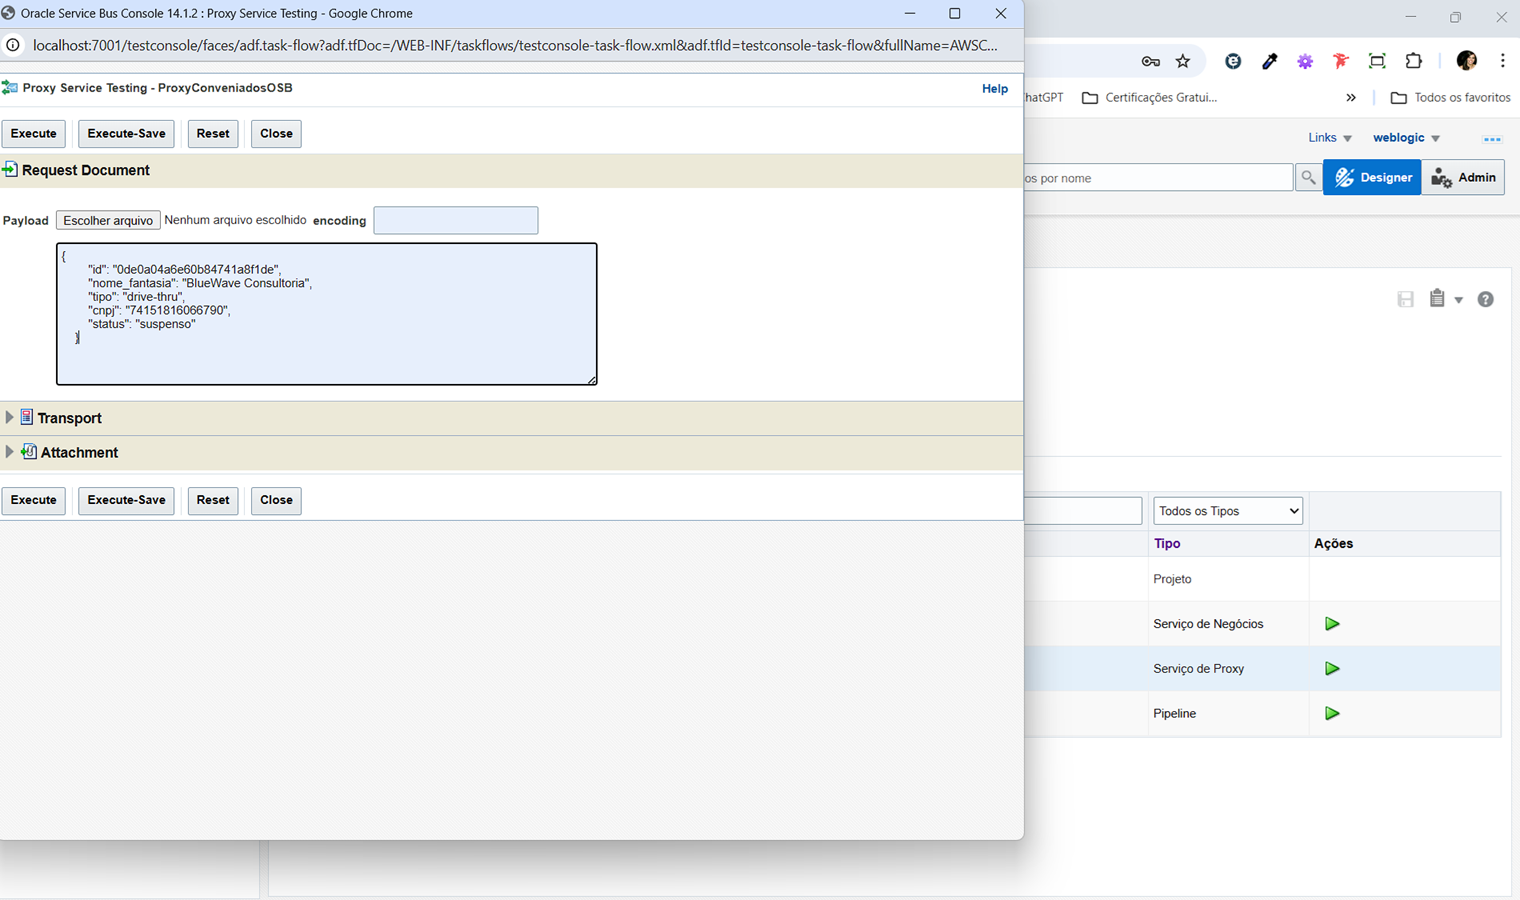 Oracle Service Bus Console 14.1.2 : Proxy Service Testing - Google Chrome
localhost:7001/testconsole/faces/adf.task-flow?adf.tfDoc=/WEB-INF/taskflows/testconsole-task-flow.xml&adf.tfId=testconsole-task-flow&fullName=AWSC...
Proxy Service Testing - ProxyConveniadosOSB
Help
Execute
Execute-Save
Reset
Close
Request Document
Payload
Escolher arquivo
Nenhum arquivo escolhido
encoding
{
"id": "0de0a04a6e60b84741a8f1de",
"nome_fantasia": "BlueWave Consultoria",
"tipo": "drive-thru",
"cnpj": "74151816066790",
"status": "suspenso"
}
Transport
Attachment
Execute
Execute-Save
Reset
Close
hatGPT
Certificações Gratui...
Todos os favoritos
Links
weblogic
os por nome
Designer
Admin
Todos os Tipos
Tipo
Ações
Projeto
Serviço de Negócios
Serviço de Proxy
Pipeline